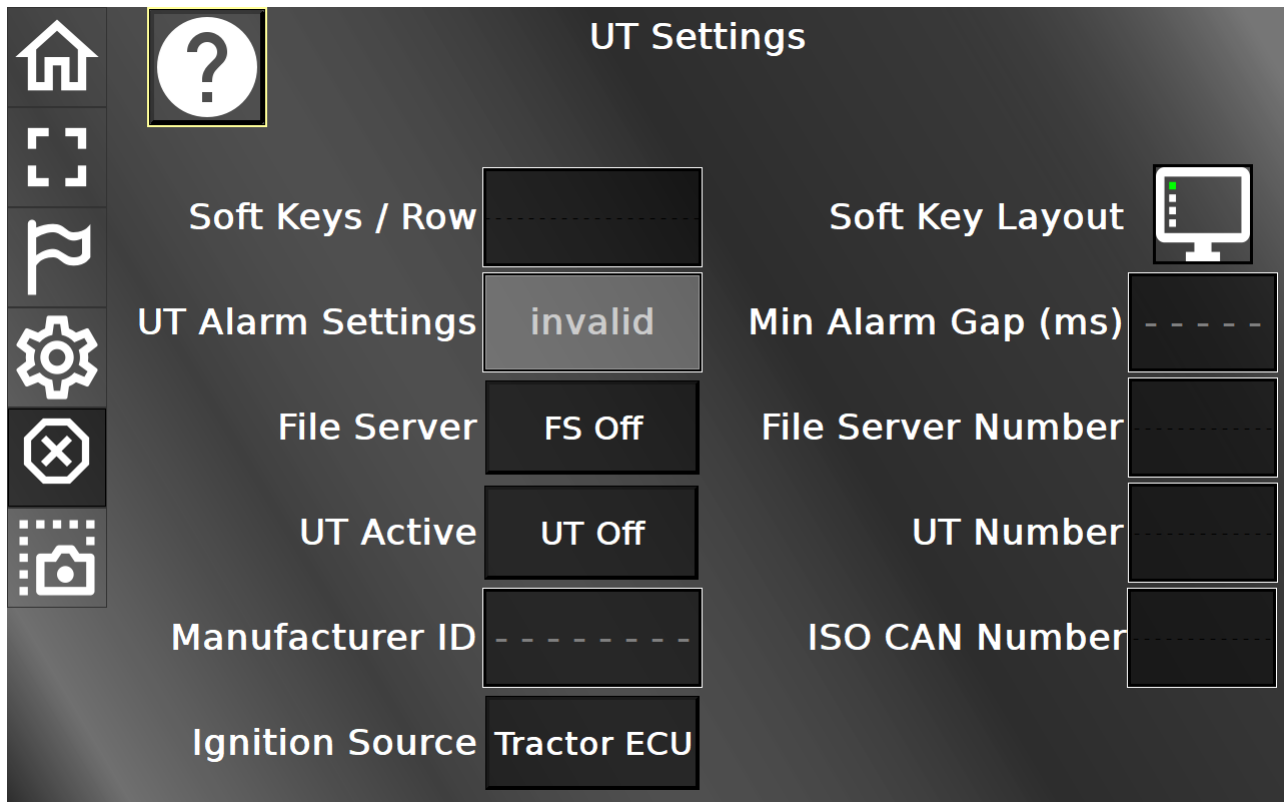 UT Settings
Soft Keys / Row
Soft Key Layout
UT Alarm Settings
invalid
Min Alarm Gap (ms)
- - - - -
File Server
FS Off
File Server Number
UT Active
UT Off
UT Number
Manufacturer ID
- - - - - - - -
ISO CAN Number
Ignition Source
Tractor ECU